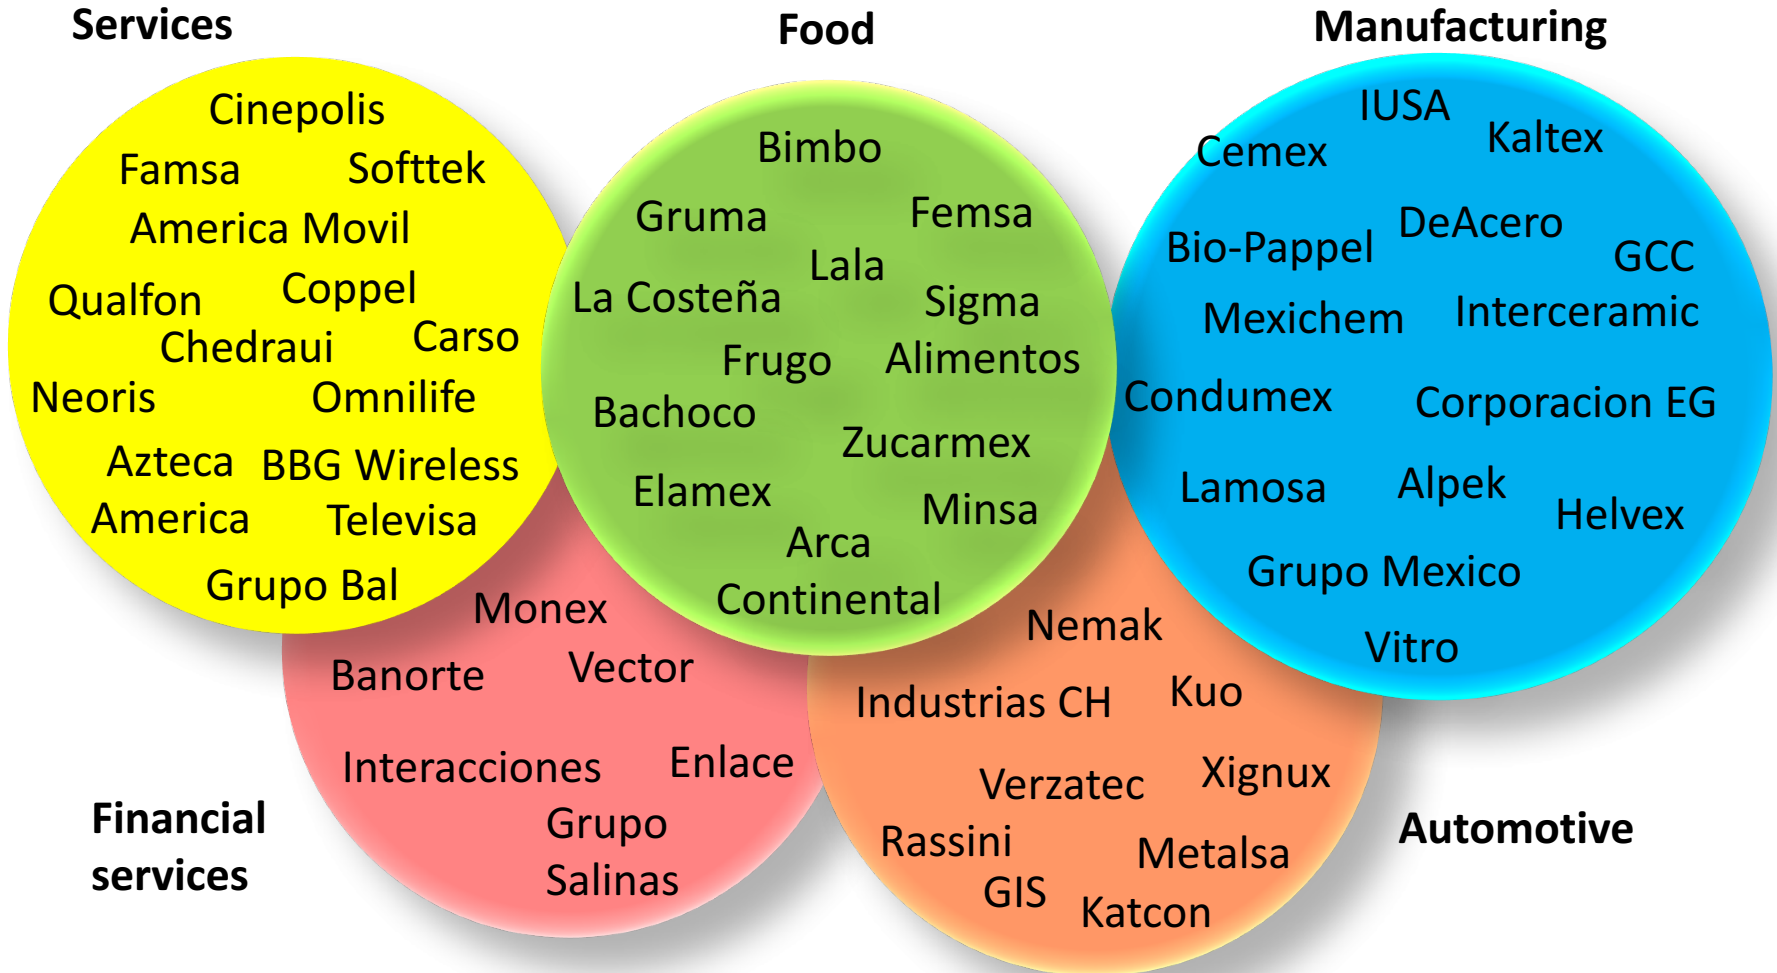 Services
Cinepolis
Famsa
Softtek
America Movil
Qualfon
Coppel
Chedraui
Carso
Neoris
Omnilife
Azteca
America
BBG Wireless
Televisa
Grupo Bal
Food
Bimbo
Gruma
Femsa
Lala
La Costeña
Sigma
Alimentos
Frugo
Bachoco
Zucarmex
Elamex
Minsa
Arca
Continental
Manufacturing
IUSA
Cemex
Kaltex
DeAcero
Bio-Pappel
GCC
Mexichem
Interceramic
Condumex
Corporacion EG
Lamosa
Alpek
Helvex
Grupo Mexico
Vitro
Financial
services
Monex
Banorte
Vector
Interacciones
Enlace
Grupo
Salinas
Automotive
Nemak
Industrias CH
Kuo
Verzatec
Xignux
Rassini
Metalsa
GIS
Katcon